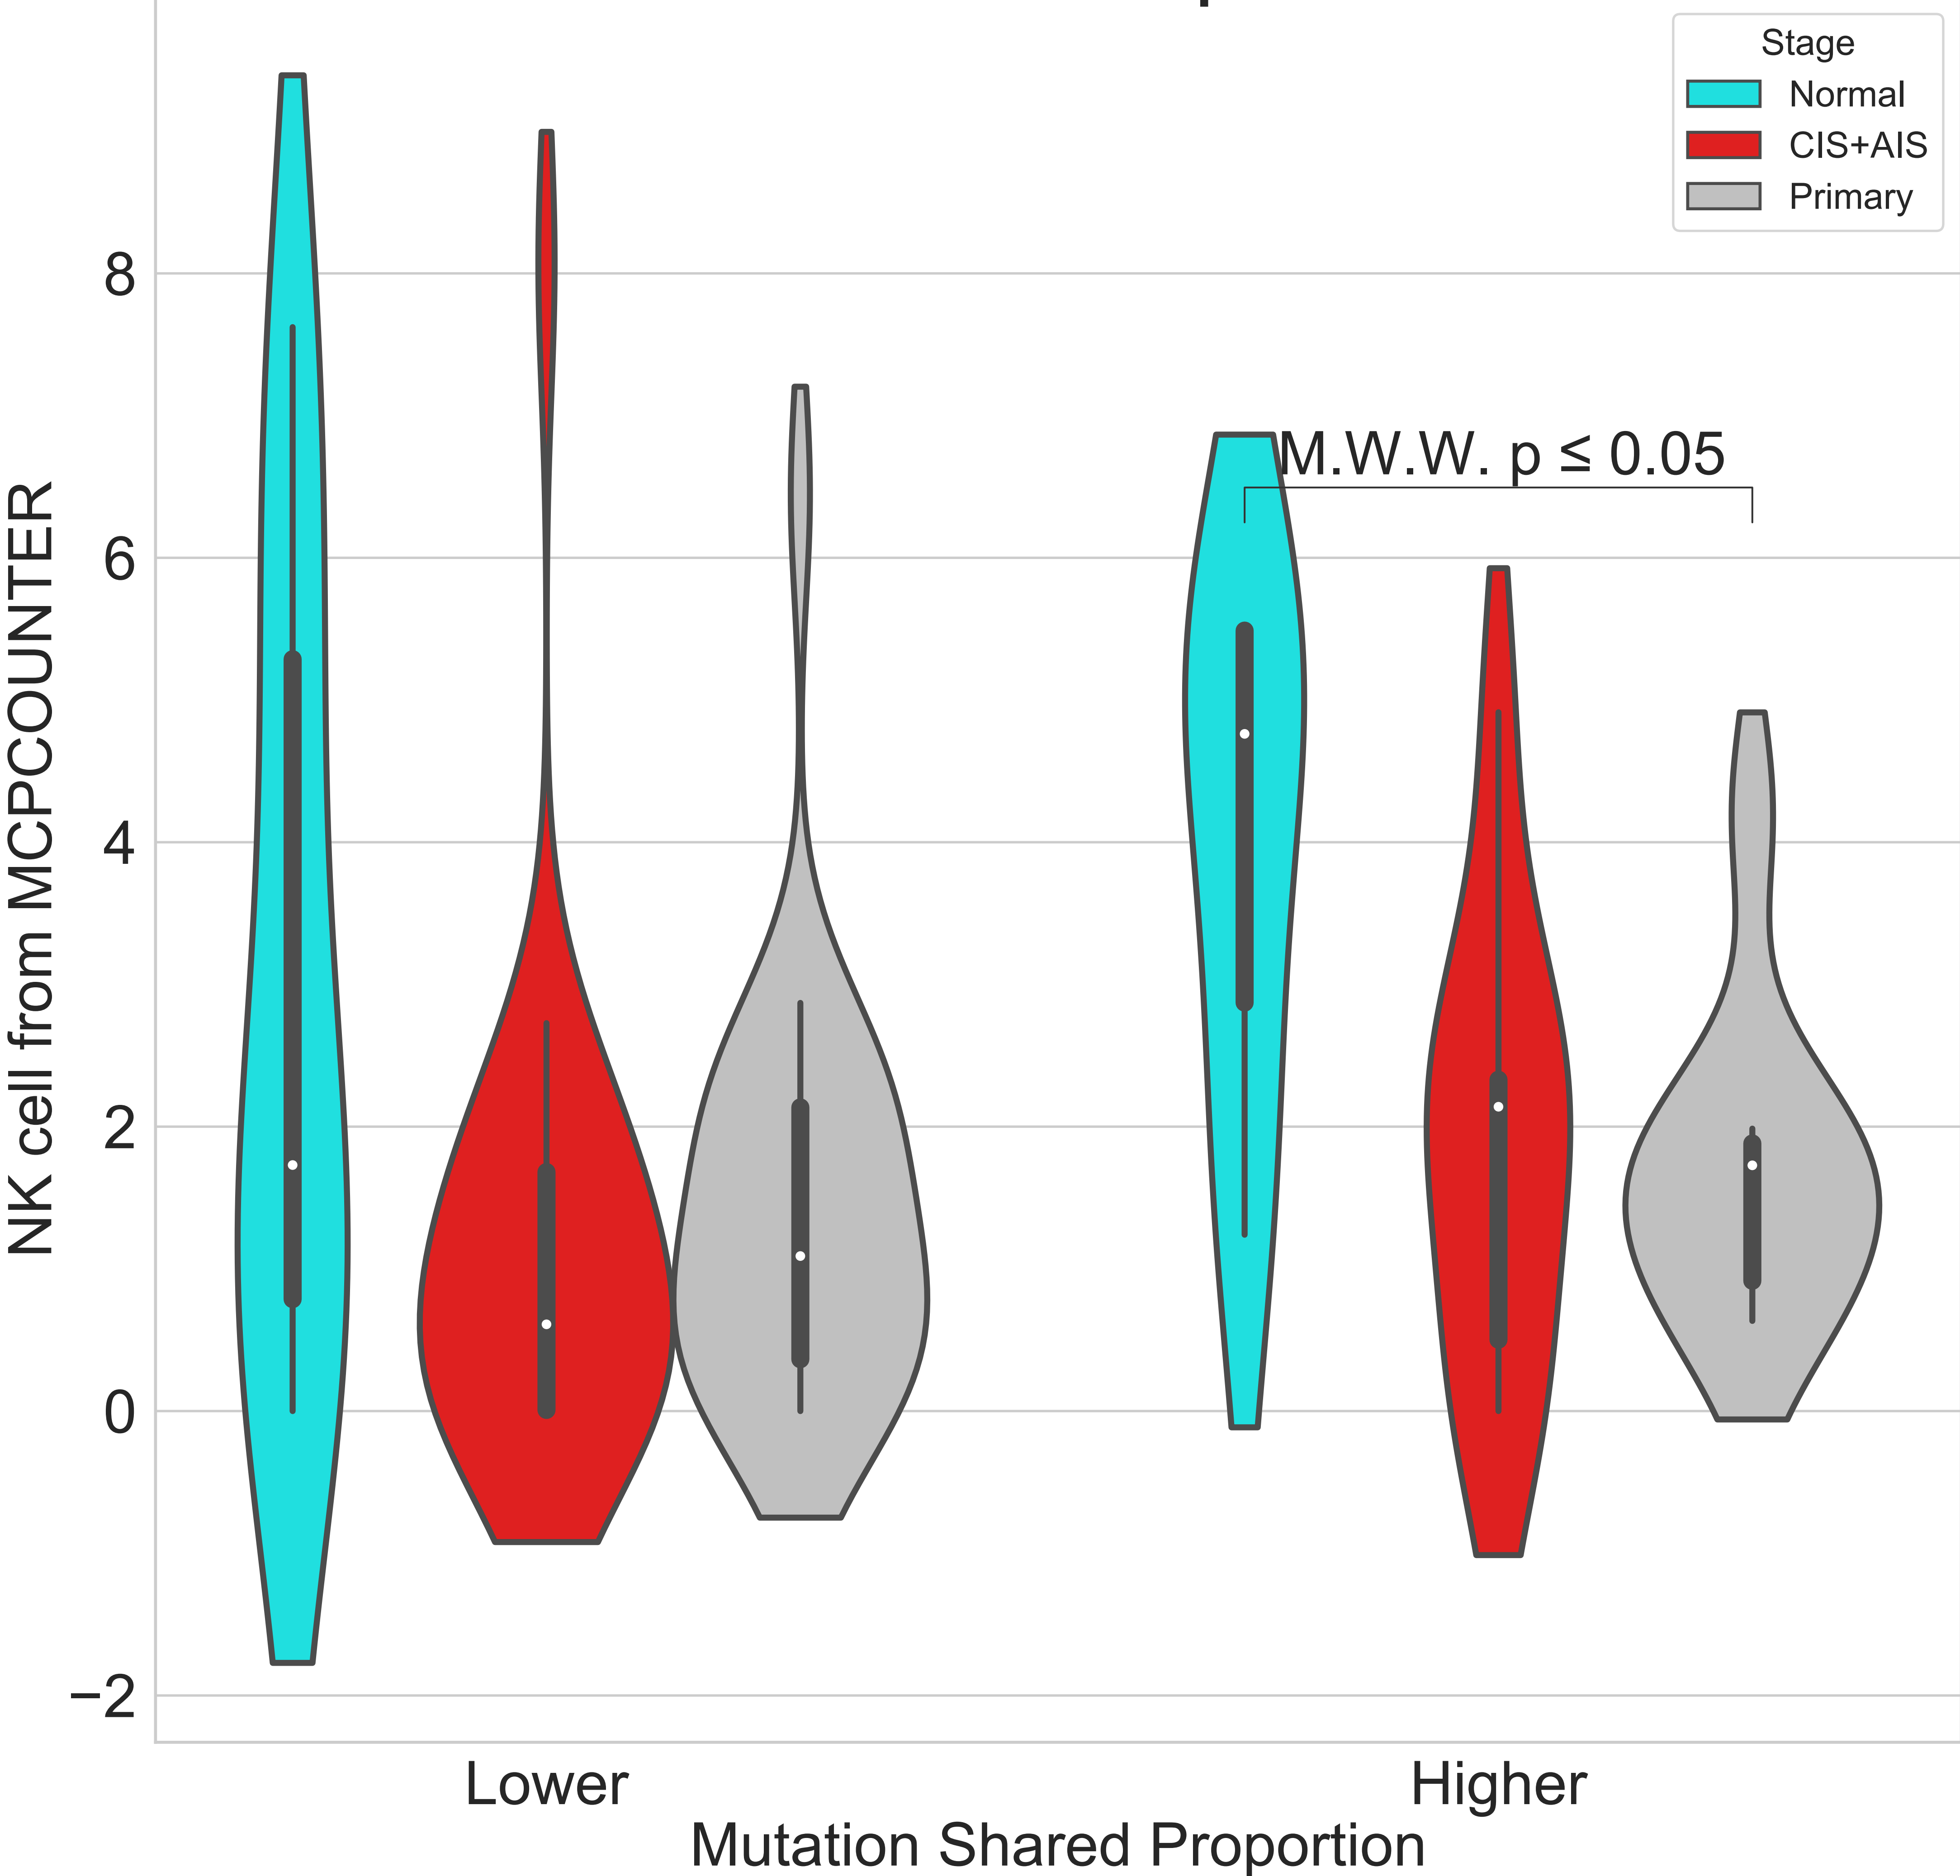 Stage
Normal
CIS+AIS
Primary
8
6
4
2
0
−2
NK cell from MCPCOUNTER
M.W.W. p ≤ 0.05
Lower
Higher
Mutation Shared Proportion